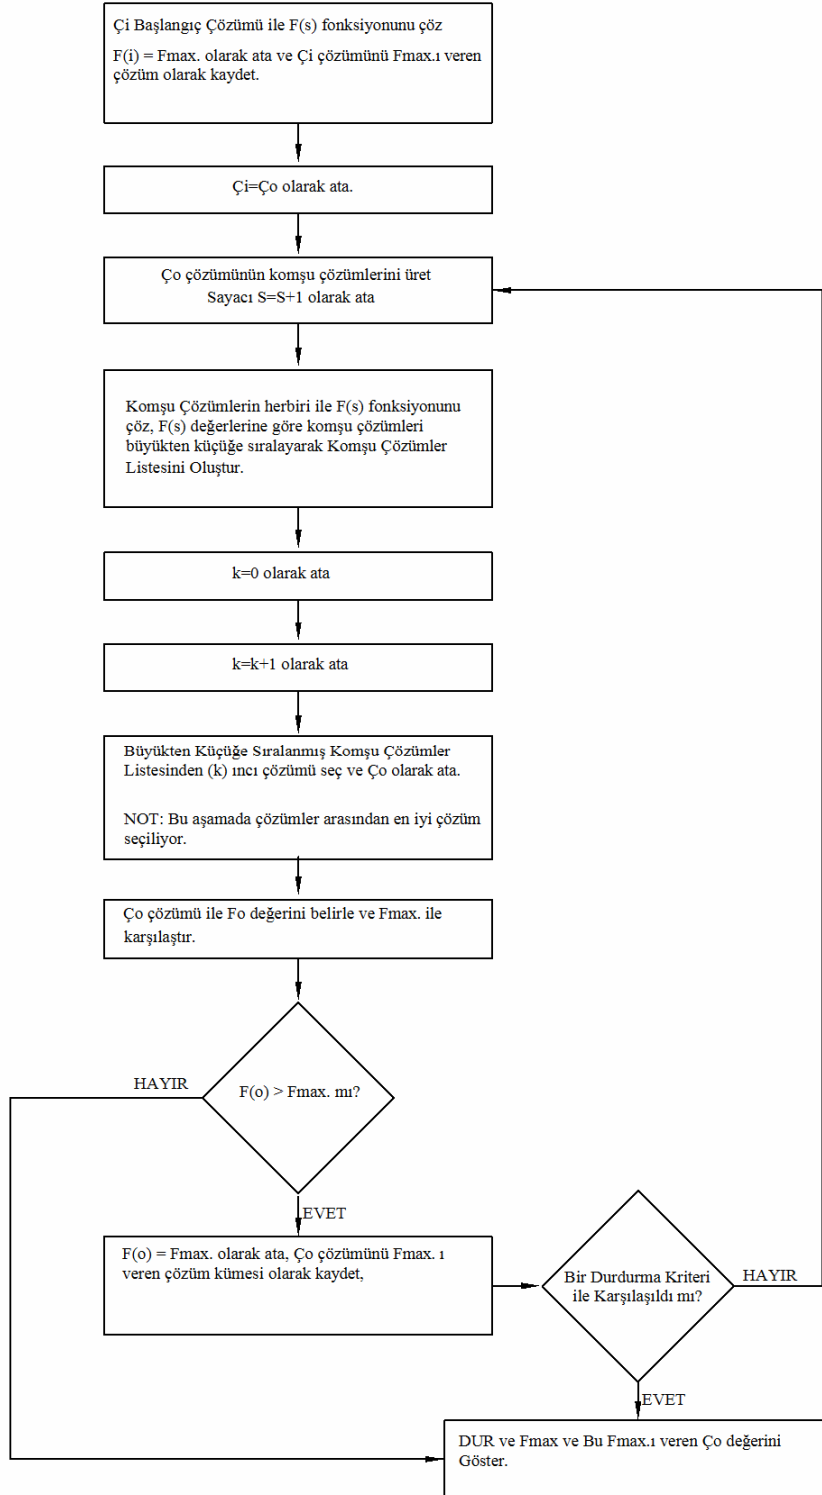 Çi Başlangıç Çözümü ile F(s) fonksiyonunu çöz
F(i) = Fmax. olarak ata ve Çi çözümünü Fmax.ı veren
çözüm olarak kaydet.
Çi=Ço olarak ata.
Ço çözümünün komşu çözümlerini üret
Sayacı S=S+1 olarak ata
Komşu Çözümlerin herbiri ile F(s) fonksiyonunu
çöz, F(s) değerlerine göre komşu çözümleri
büyükten küçüğe sıralayarak Komşu Çözümler
Listesini Oluştur.
k=0 olarak ata
k=k+1 olarak ata
Büyükten Küçüğe Sıralanmış Komşu Çözümler
Listesinden (k) ıncı çözümü seç ve Ço olarak ata.
NOT: Bu aşamada çözümler arasından en iyi çözüm
seçiliyor.
Ço çözümü ile Fo değerini belirle ve Fmax. ile
karşılaştır.
HAYIR
F(o) > Fmax. mı?
EVET
F(o) = Fmax. olarak ata, Ço çözümünü Fmax. ı
veren çözüm kümesi olarak kaydet,
Bir Durdurma Kriteri
ile Karşılaşıldı mı?
HAYIR
EVET
DUR ve Fmax ve Bu Fmax.ı veren Ço değerini
Göster.